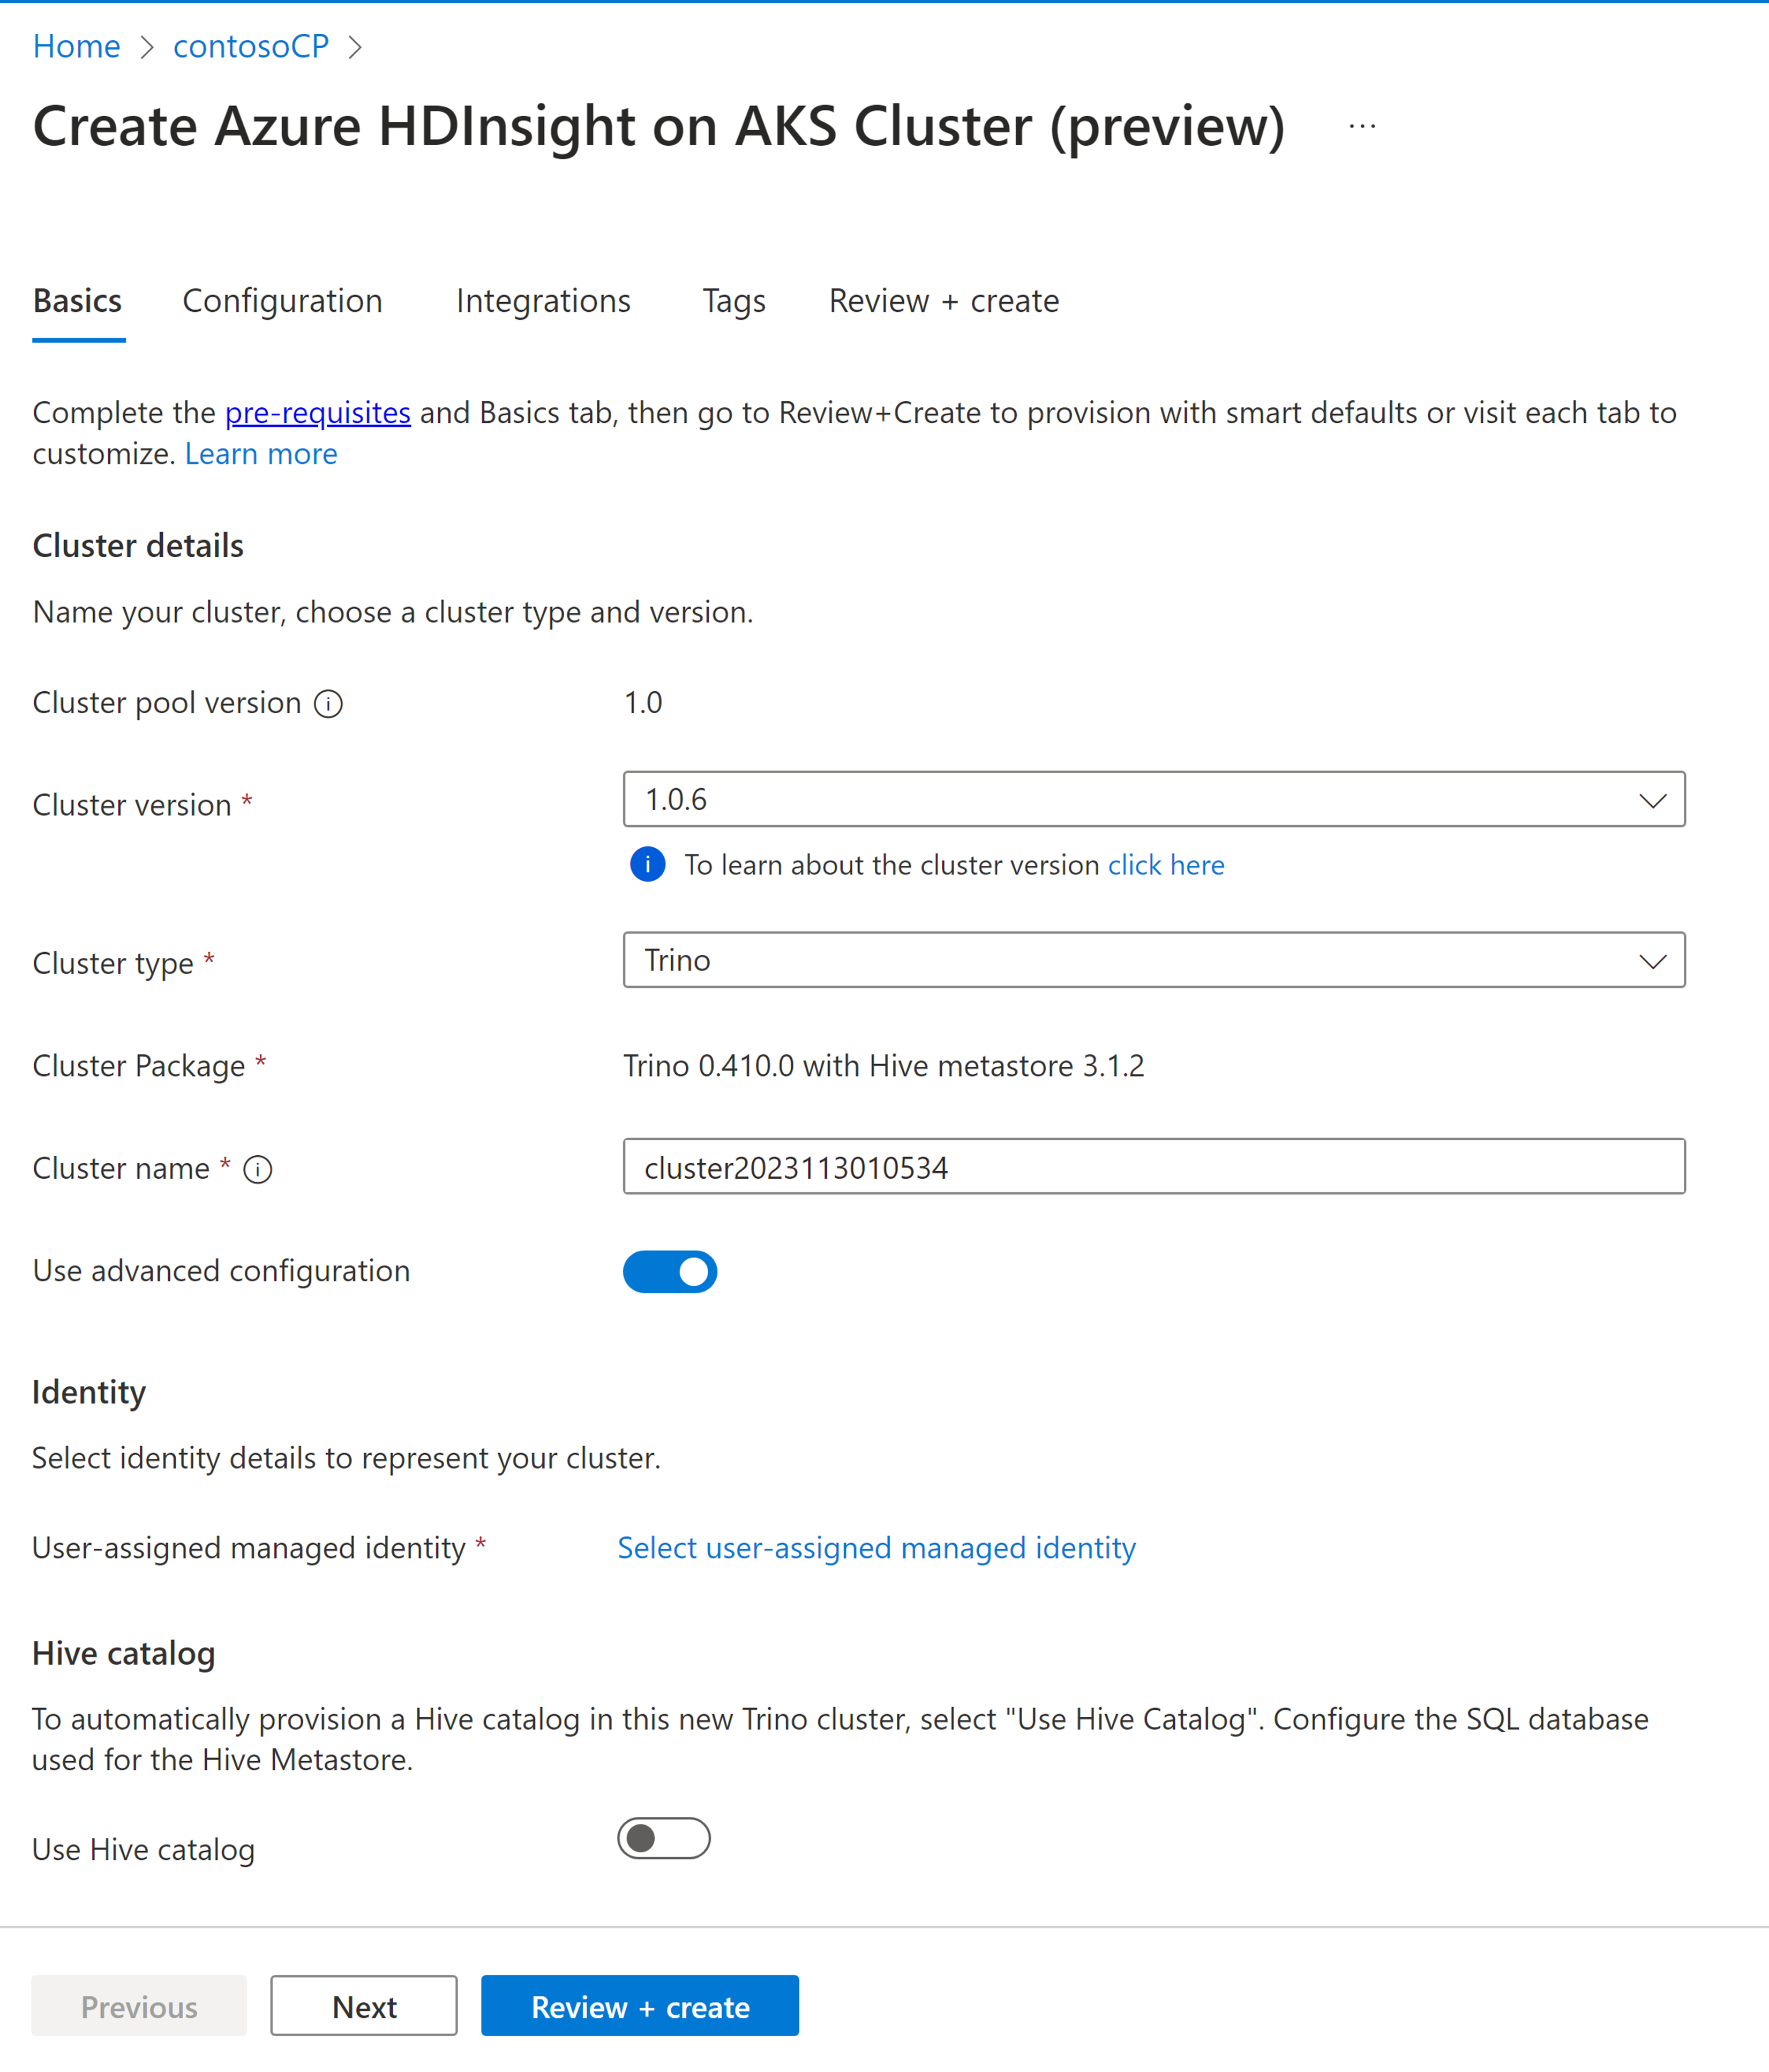 Home > contosoCP >
Create Azure HDInsight on AKS Cluster (preview) ...
Basics Configuration Integrations Tags Review + create
Complete the pre-requisites and Basics tab, then go to Review+Create to provision with smart defaults or visit each tab to
customize. Learn more
Cluster details
Name your cluster, choose a cluster type and version.
Cluster pool version 1.0
Cluster version * 1.0.6
To learn about the cluster version click here
Cluster type * Trino
Cluster Package * Trino 0.410.0 with Hive metastore 3.1.2
Cluster name * cluster2023113010534
Use advanced configuration
Identity
Select identity details to represent your cluster.
User-assigned managed identity * Select user-assigned managed identity
Hive catalog
To automatically provision a Hive catalog in this new Trino cluster, select "Use Hive Catalog". Configure the SQL database
used for the Hive Metastore.
Use Hive catalog
Previous Next Review + create